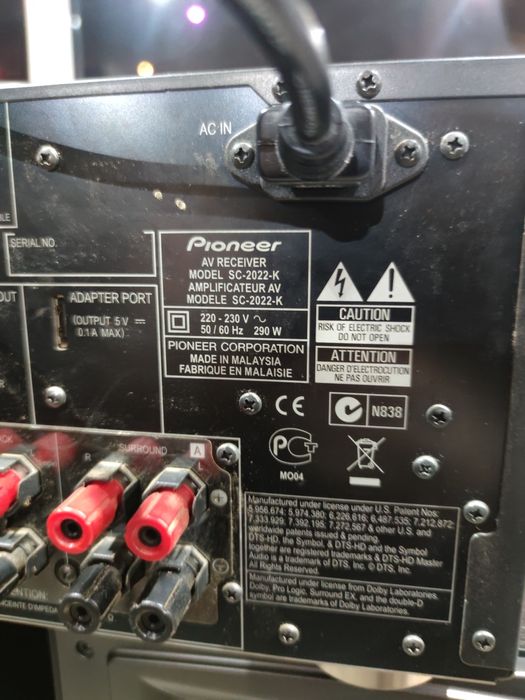 AC IN
BLE
SERIAL NO.
Pioneer
AV RECEIVER
MODEL SC-2022-K
AMPLIFICATEUR AV
MODELE SC-2022-K
220 - 230 V ~
50 / 60 Hz 290 W
PIONEER CORPORATION
MADE IN MALAYSIA
FABRIQUE EN MALAISIE
CAUTION
RISK OF ELECTRIC SHOCK
DO NOT OPEN
ATTENTION
DANGER D'ELECTROCUTION
NE PAS OUVRIR
OUT
ADAPTER PORT
(OUTPUT 5 V ⎓
0.1 A MAX)
CE
N838
PCT
MO04
R
SURROUND
A
Manufactured under license under U.S. Patent Nos:
5,956,674; 5,974,380; 6,226,616; 6,487,535; 7,212,872;
7,333,929; 7,392,195; 7,272,567 & other U.S. and
worldwide patents issued & pending.
DTS-HD, the Symbol, & DTS-HD and the Symbol
together are registered trademarks & DTS-HD Master
Audio is a trademark of DTS, Inc. © DTS, Inc.
All Rights Reserved.
Manufactured under license from Dolby Laboratories.
Dolby, Pro Logic, Surround EX, and the double-D
symbol are trademarks of Dolby Laboratories.